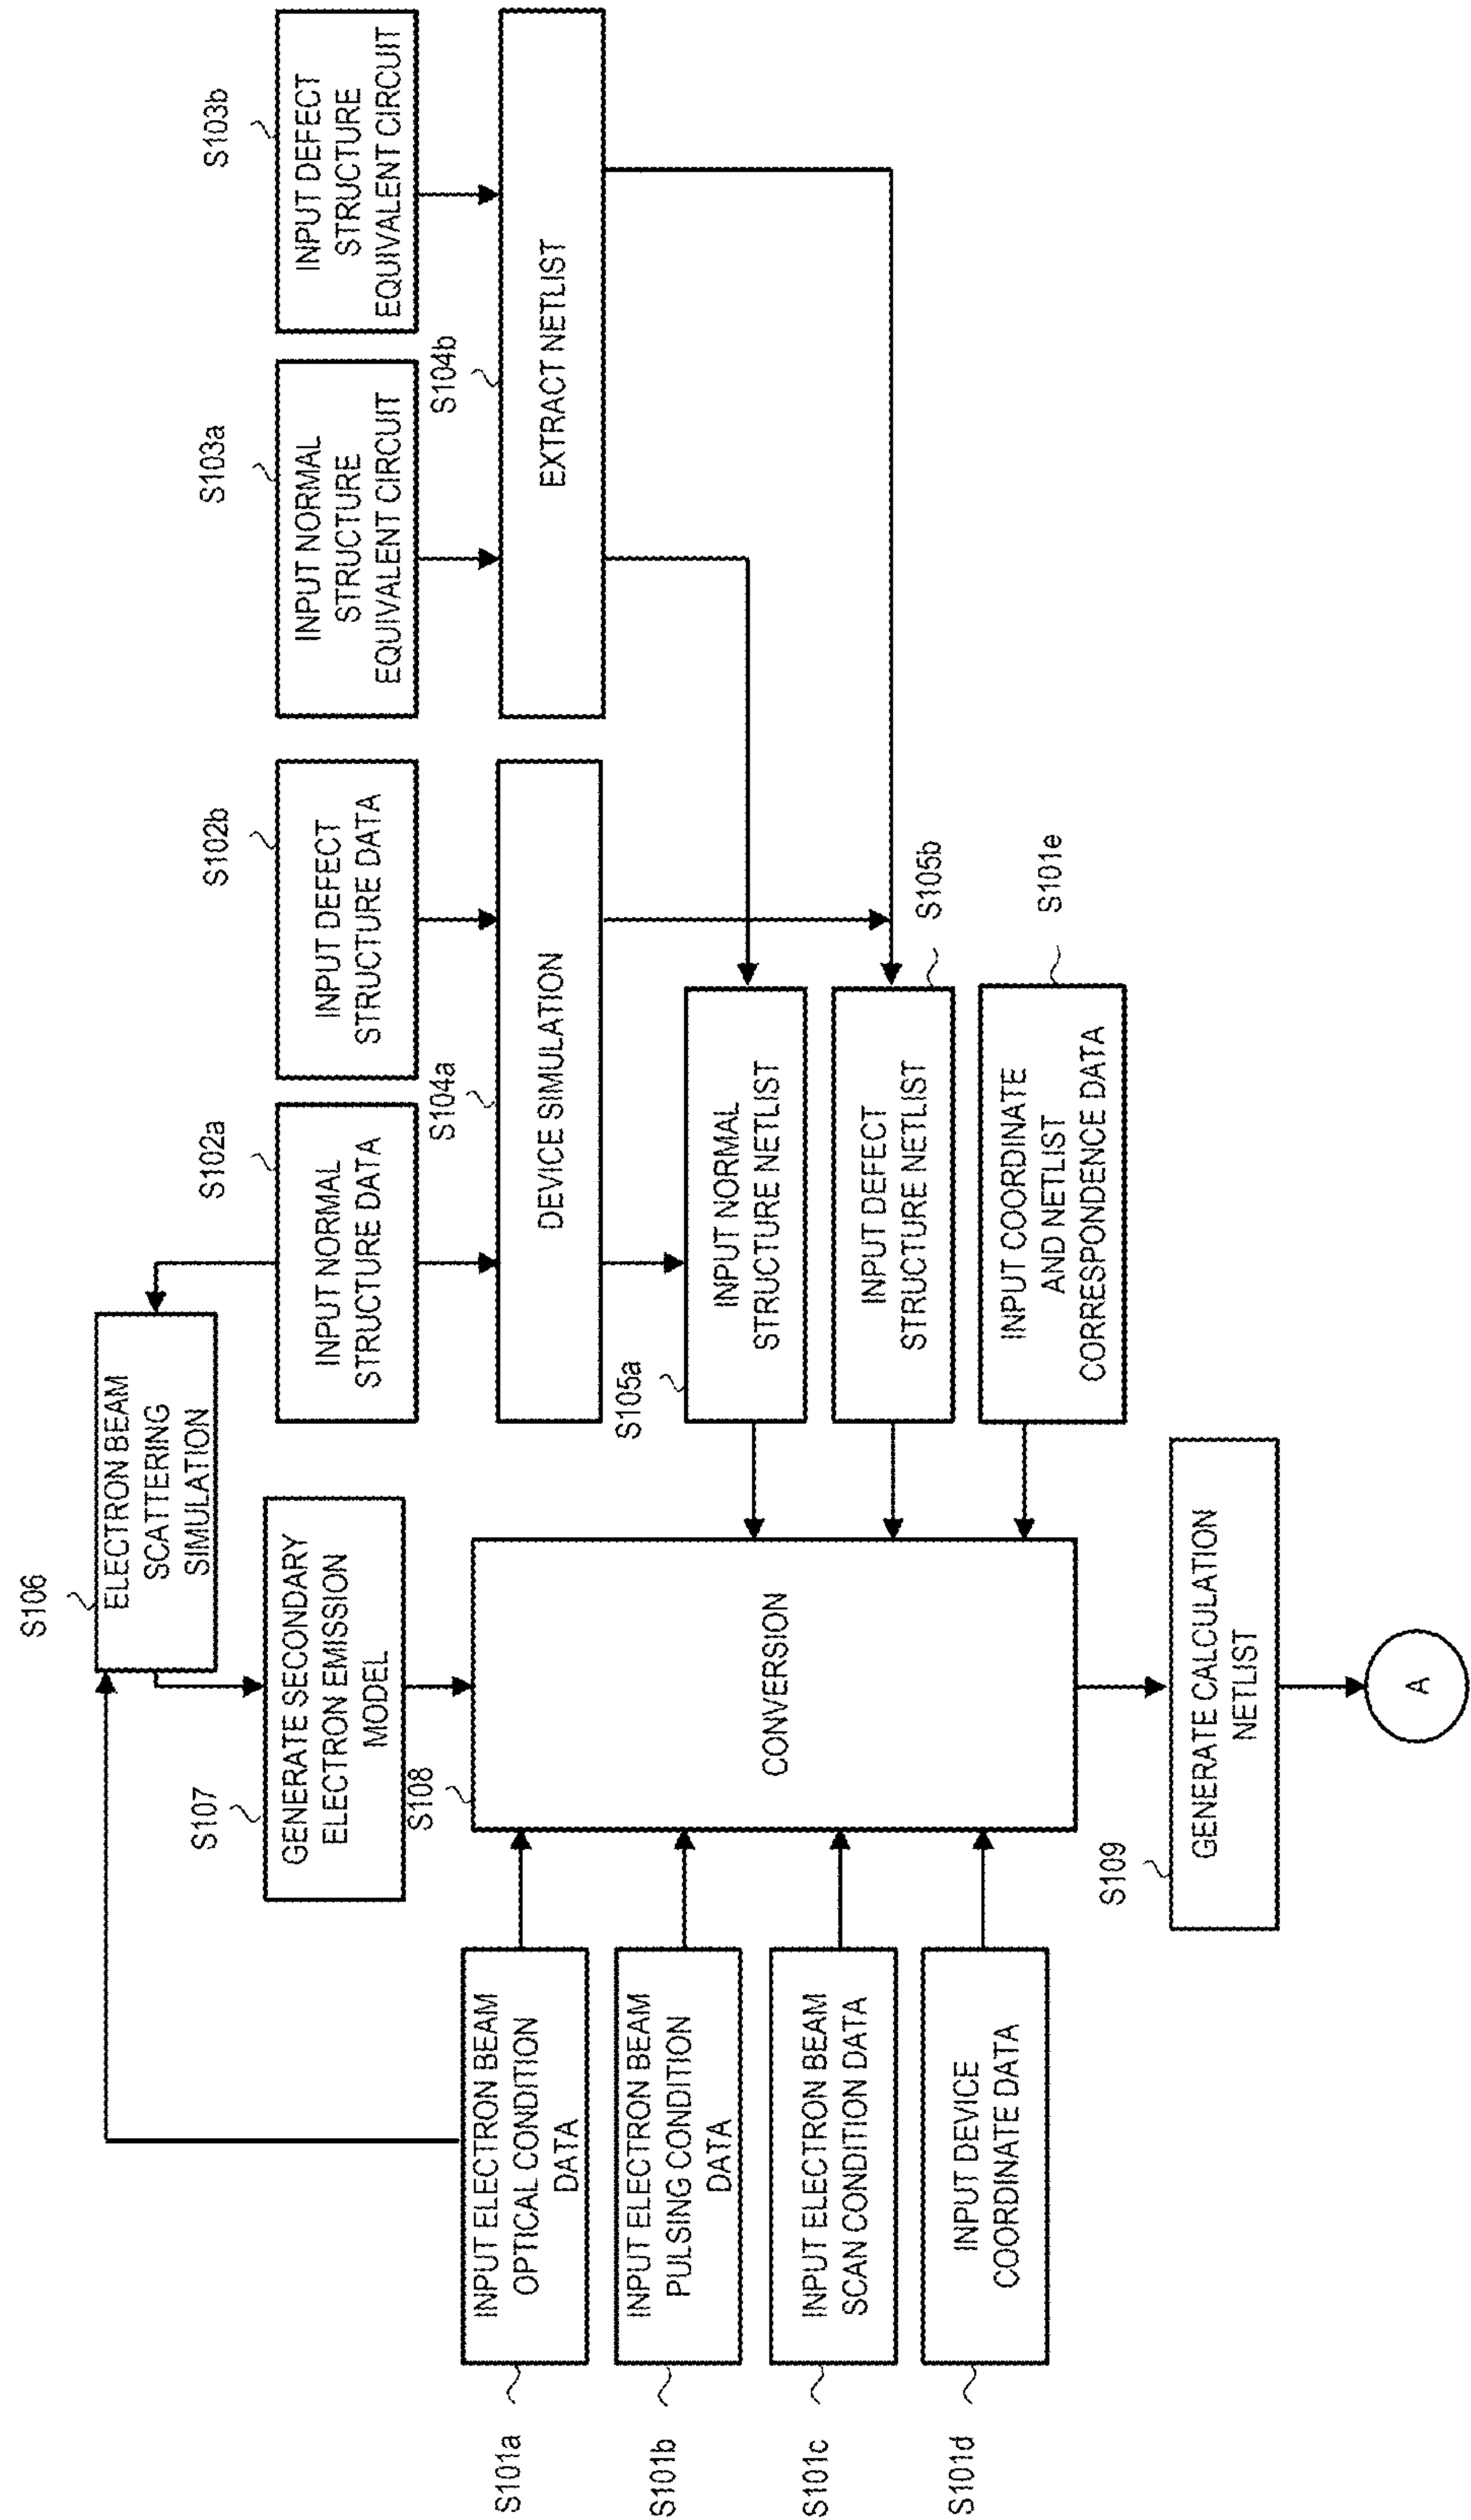 S106
ELECTRON BEAM
SCATTERING
SIMULATION
S107
GENERATE SECONDARY
ELECTRON EMISSION
MODEL
S102a
INPUT NORMAL
STRUCTURE DATA
S102b
INPUT DEFECT
STRUCTURE DATA
S103a
INPUT NORMAL
STRUCTURE
EQUIVALENT CIRCUIT
S103b
INPUT DEFECT
STRUCTURE
EQUIVALENT CIRCUIT
S104a
DEVICE SIMULATION
S104b
EXTRACT NETLIST
S101a
INPUT ELECTRON BEAM
OPTICAL CONDITION
DATA
S101b
INPUT ELECTRON BEAM
PULSING CONDITION
DATA
S101c
INPUT ELECTRON BEAM
SCAN CONDITION DATA
S101d
INPUT DEVICE
COORDINATE DATA
S108
CONVERSION
S105a
INPUT NORMAL
STRUCTURE NETLIST
S105b
INPUT DEFECT
STRUCTURE NETLIST
S101e
INPUT COORDINATE
AND NETLIST
CORRESPONDENCE DATA
S109
GENERATE CALCULATION
NETLIST
A